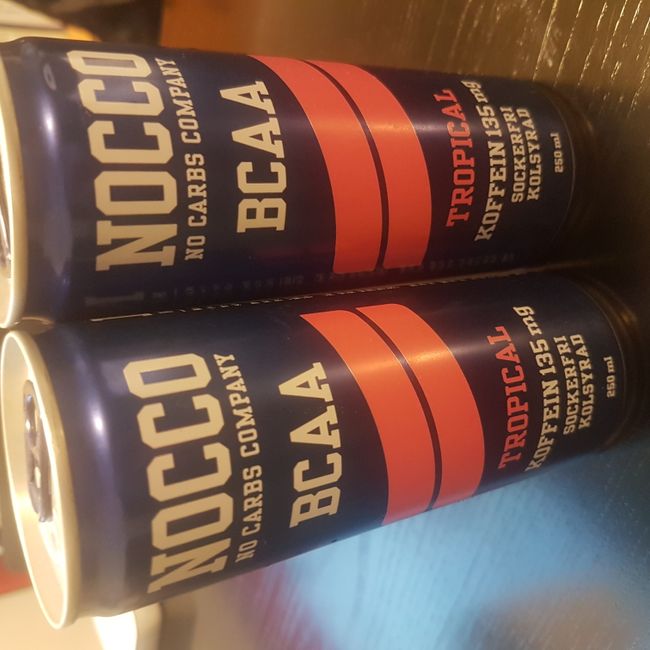 NOCCO
NO CARBS COMPANY
BCAA
TROPICAL
KOFFEIN 135 mg
SOCKERFRI
KOLSYRAD
250 ml
NOCCO
NO CARBS COMPANY
BCAA
TROPICAL
KOFFEIN 135 mg
SOCKERFRI
KOLSYRAD
250 ml